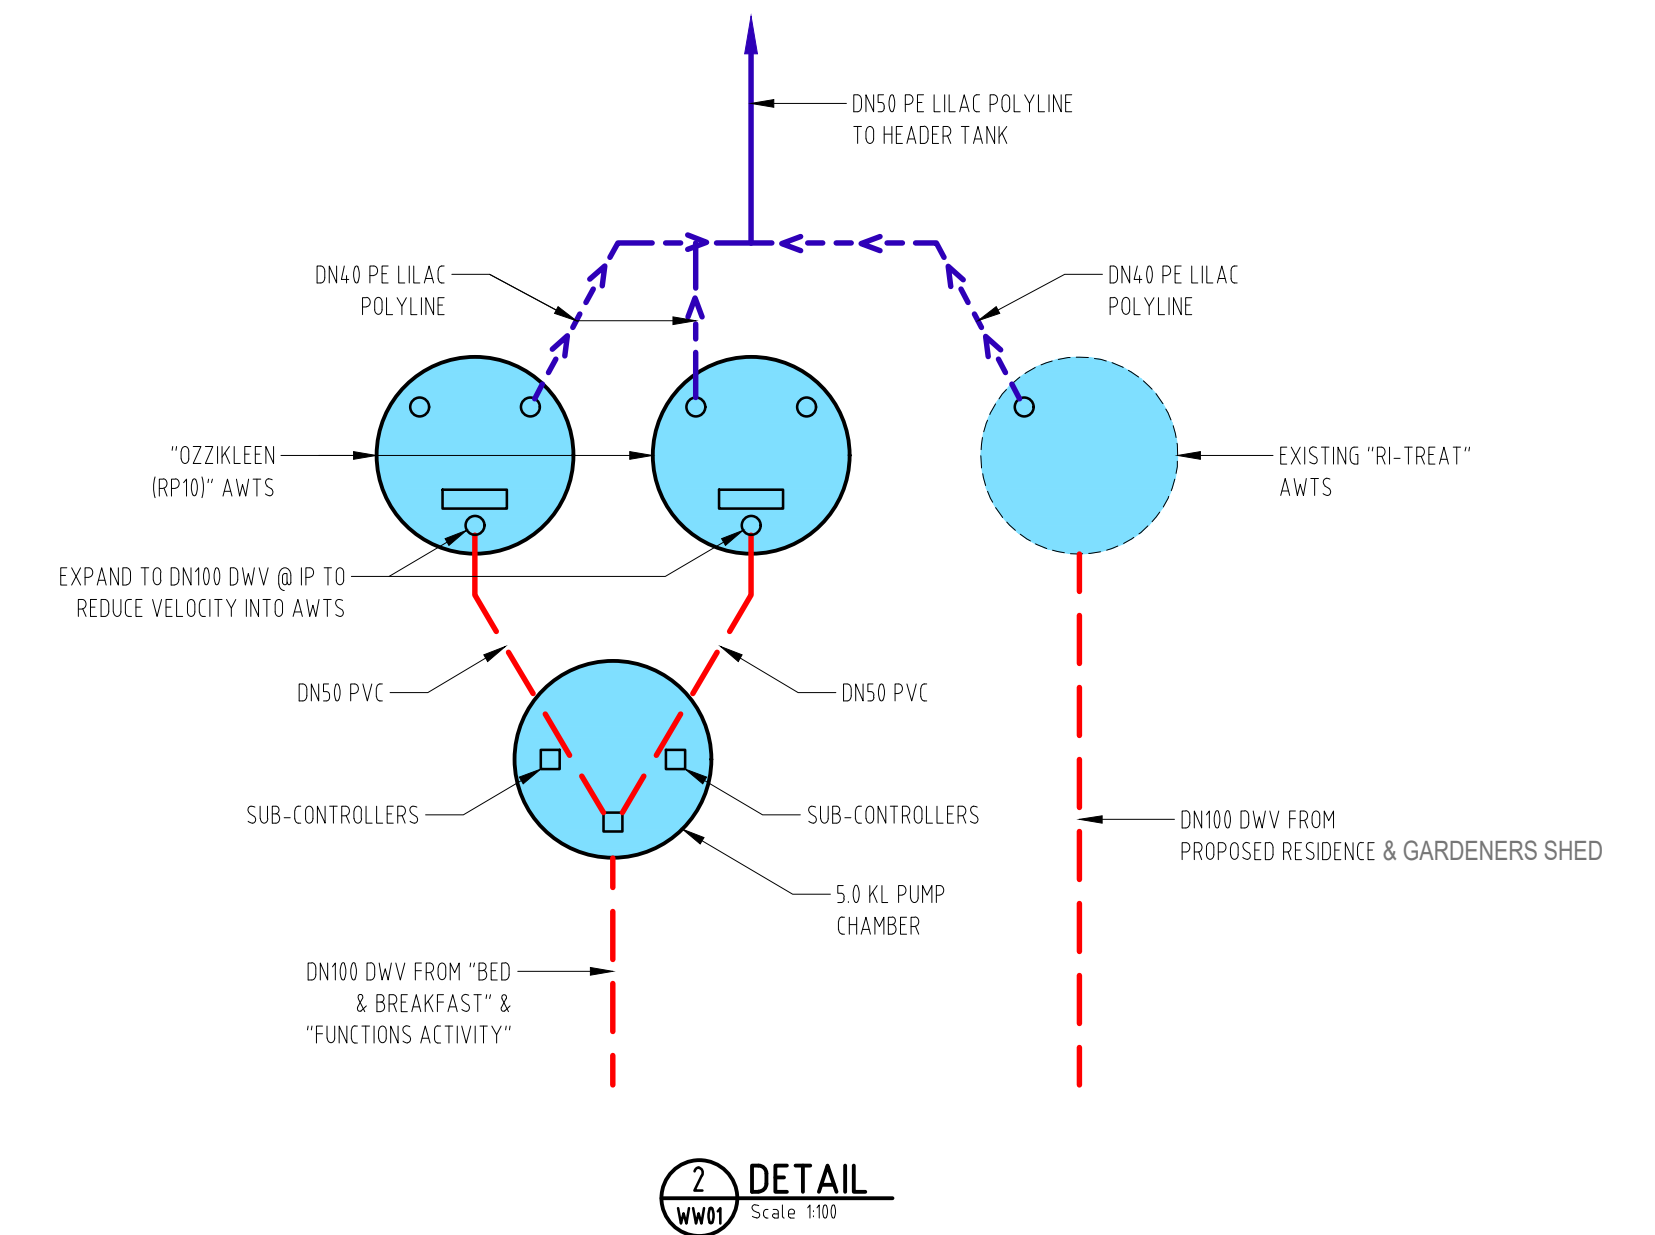 DN50 PE LILAC POLYLINE
TO HEADER TANK
DN40 PE LILAC
POLYLINE
DN40 PE LILAC
POLYLINE
"OZZIKLEEN
(RP10)" AWTS
EXISTING "RI-TREAT"
AWTS
EXPAND TO DN100 DWV @ IP TO
REDUCE VELOCITY INTO AWTS
DN50 PVC
DN50 PVC
SUB-CONTROLLERS
SUB-CONTROLLERS
DN100 DWV FROM
PROPOSED RESIDENCE & GARDENERS SHED
5.0 KL PUMP
CHAMBER
DN100 DWV FROM "BED
& BREAKFAST" &
"FUNCTIONS ACTIVITY"
2
WW01
DETAIL
Scale 1:100